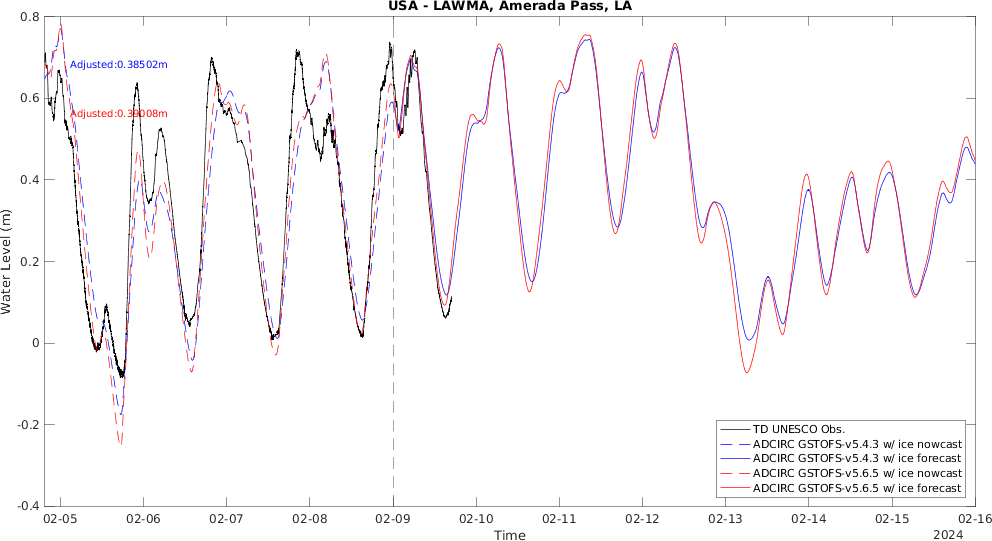 USA - LAWMA, Amerada Pass, LA
0.8
0.6
0.4
0.2
0
-0.2
-0.4
Water Level (m)
Adjusted:0.38502m
Adjusted:0.39008m
TD UNESCO Obs.
ADCIRC GSTOFS-v5.4.3 w/ ice nowcast
ADCIRC GSTOFS-v5.4.3 w/ ice forecast
ADCIRC GSTOFS-v5.6.5 w/ ice nowcast
ADCIRC GSTOFS-v5.6.5 w/ ice forecast
02-05 02-06 02-07 02-08 02-09 02-10 02-11 02-12 02-13 02-14 02-15 02-16
Time
2024